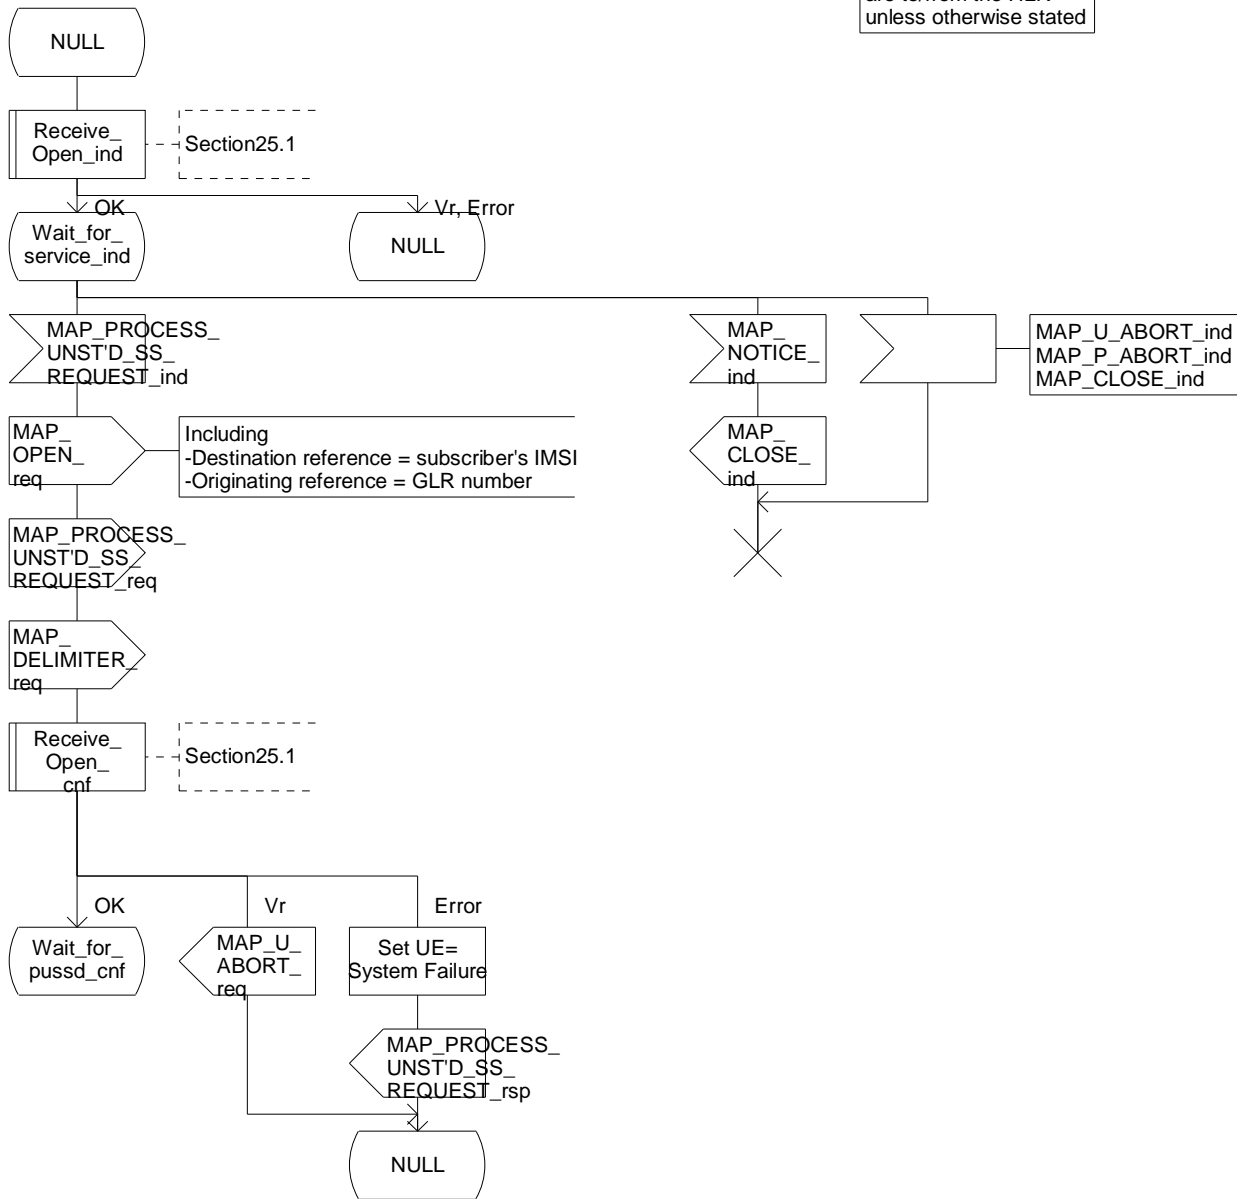 unless otherwise stated
NULL
Receive_
Open_ind
Section25.1
OK
Vr, Error
Wait_for_
service_ind
NULL
MAP_PROCESS_
UNST'D_SS_
REQUEST_ind
MAP_
NOTICE_
ind
MAP_U_ABORT_ind
MAP_P_ABORT_ind
MAP_CLOSE_ind
MAP_
OPEN_
req
Including
-Destination reference = subscriber's IMSI
-Originating reference = GLR number
MAP_
CLOSE_
ind
MAP_PROCESS_
UNST'D_SS_
REQUEST_req
MAP_
DELIMITER_
req
Receive_
Open_
cnf
Section25.1
OK
Vr
Error
Wait_for_
pussd_cnf
MAP_U_
ABORT_
req
Set UE=
System Failure
MAP_PROCESS_
UNST'D_SS_
REQUEST_rsp
NULL